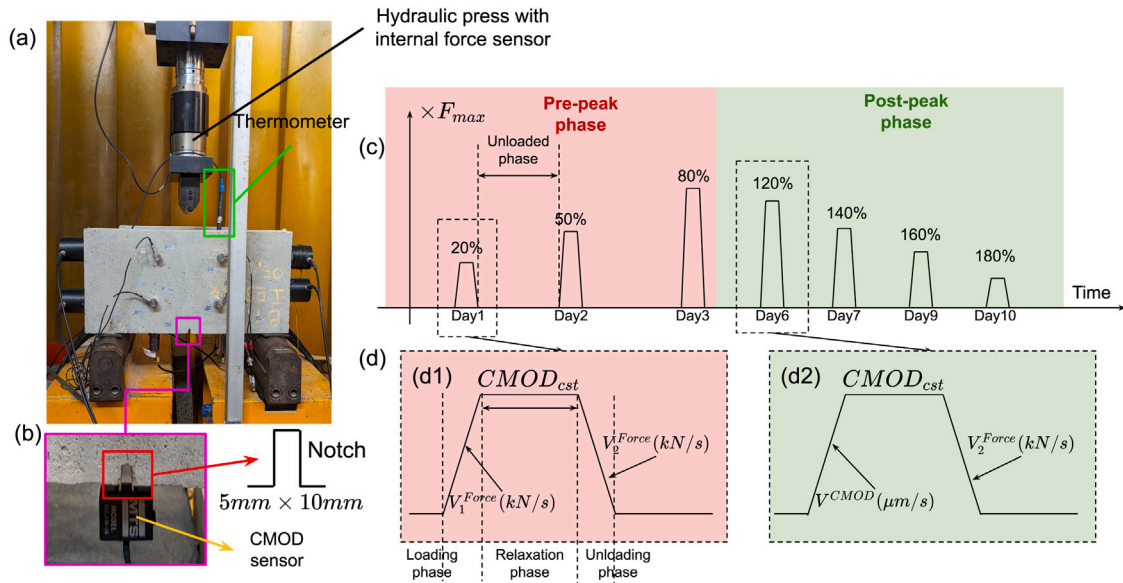 (a)
Hydraulic press with
internal force sensor
Thermometer
(b)
Notch
5mm × 10mm
MTS
MODEL
CMOD
sensor
(c)
× F_max
Pre-peak
phase
Post-peak
phase
Unloaded
phase
20%
50%
80%
120%
140%
160%
180%
Time
Day1
Day2
Day3
Day6
Day7
Day9
Day10
(d)
(d1)
CMOD_cst
V_1^Force(kN/s)
V_2^Force(kN/s)
Loading
phase
Relaxation
phase
Unloading
phase
(d2)
CMOD_cst
V^CMOD(μm/s)
V_2^Force(kN/s)